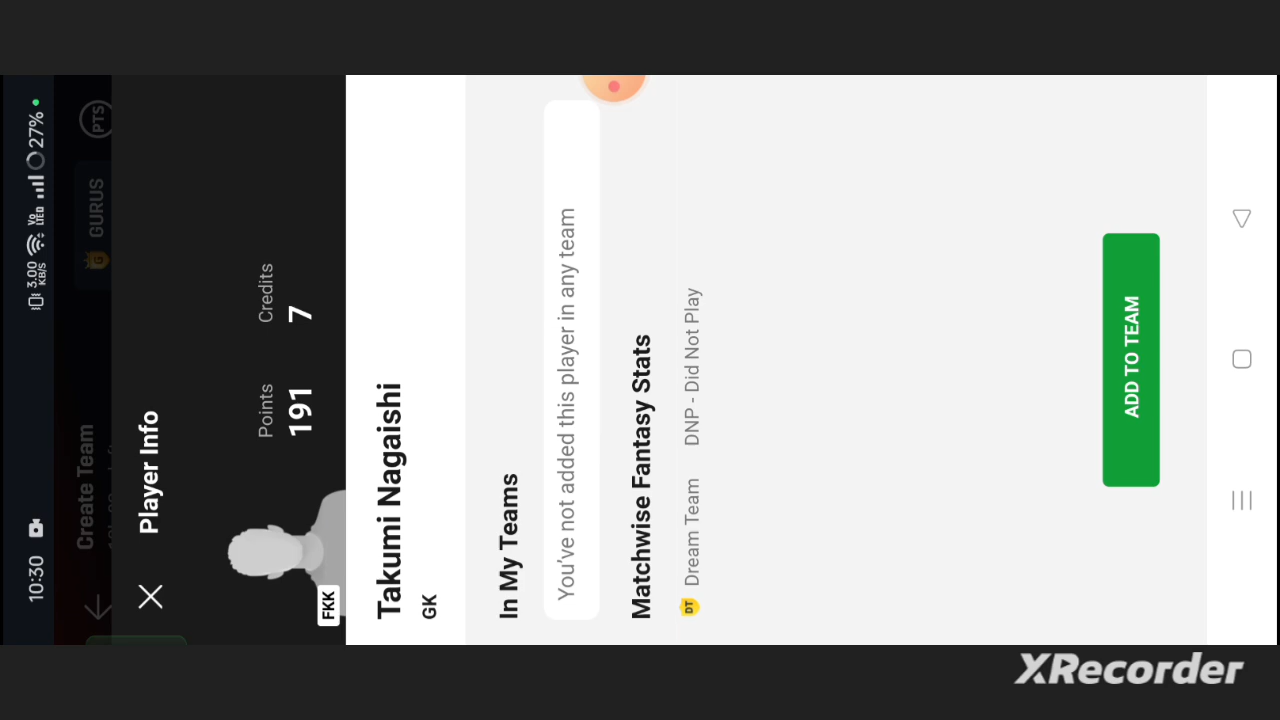 10:30
3.00 KB/S
Vo LTED
27%
Create Team
G GURUS
PTS
Player Info
Points
Credits
191
7
FKK
Takumi Nagaishi
GK
In My Teams
You've not added this player in any team
Matchwise Fantasy Stats
DT Dream Team DNP - Did Not Play
ADD TO TEAM
XRecorder